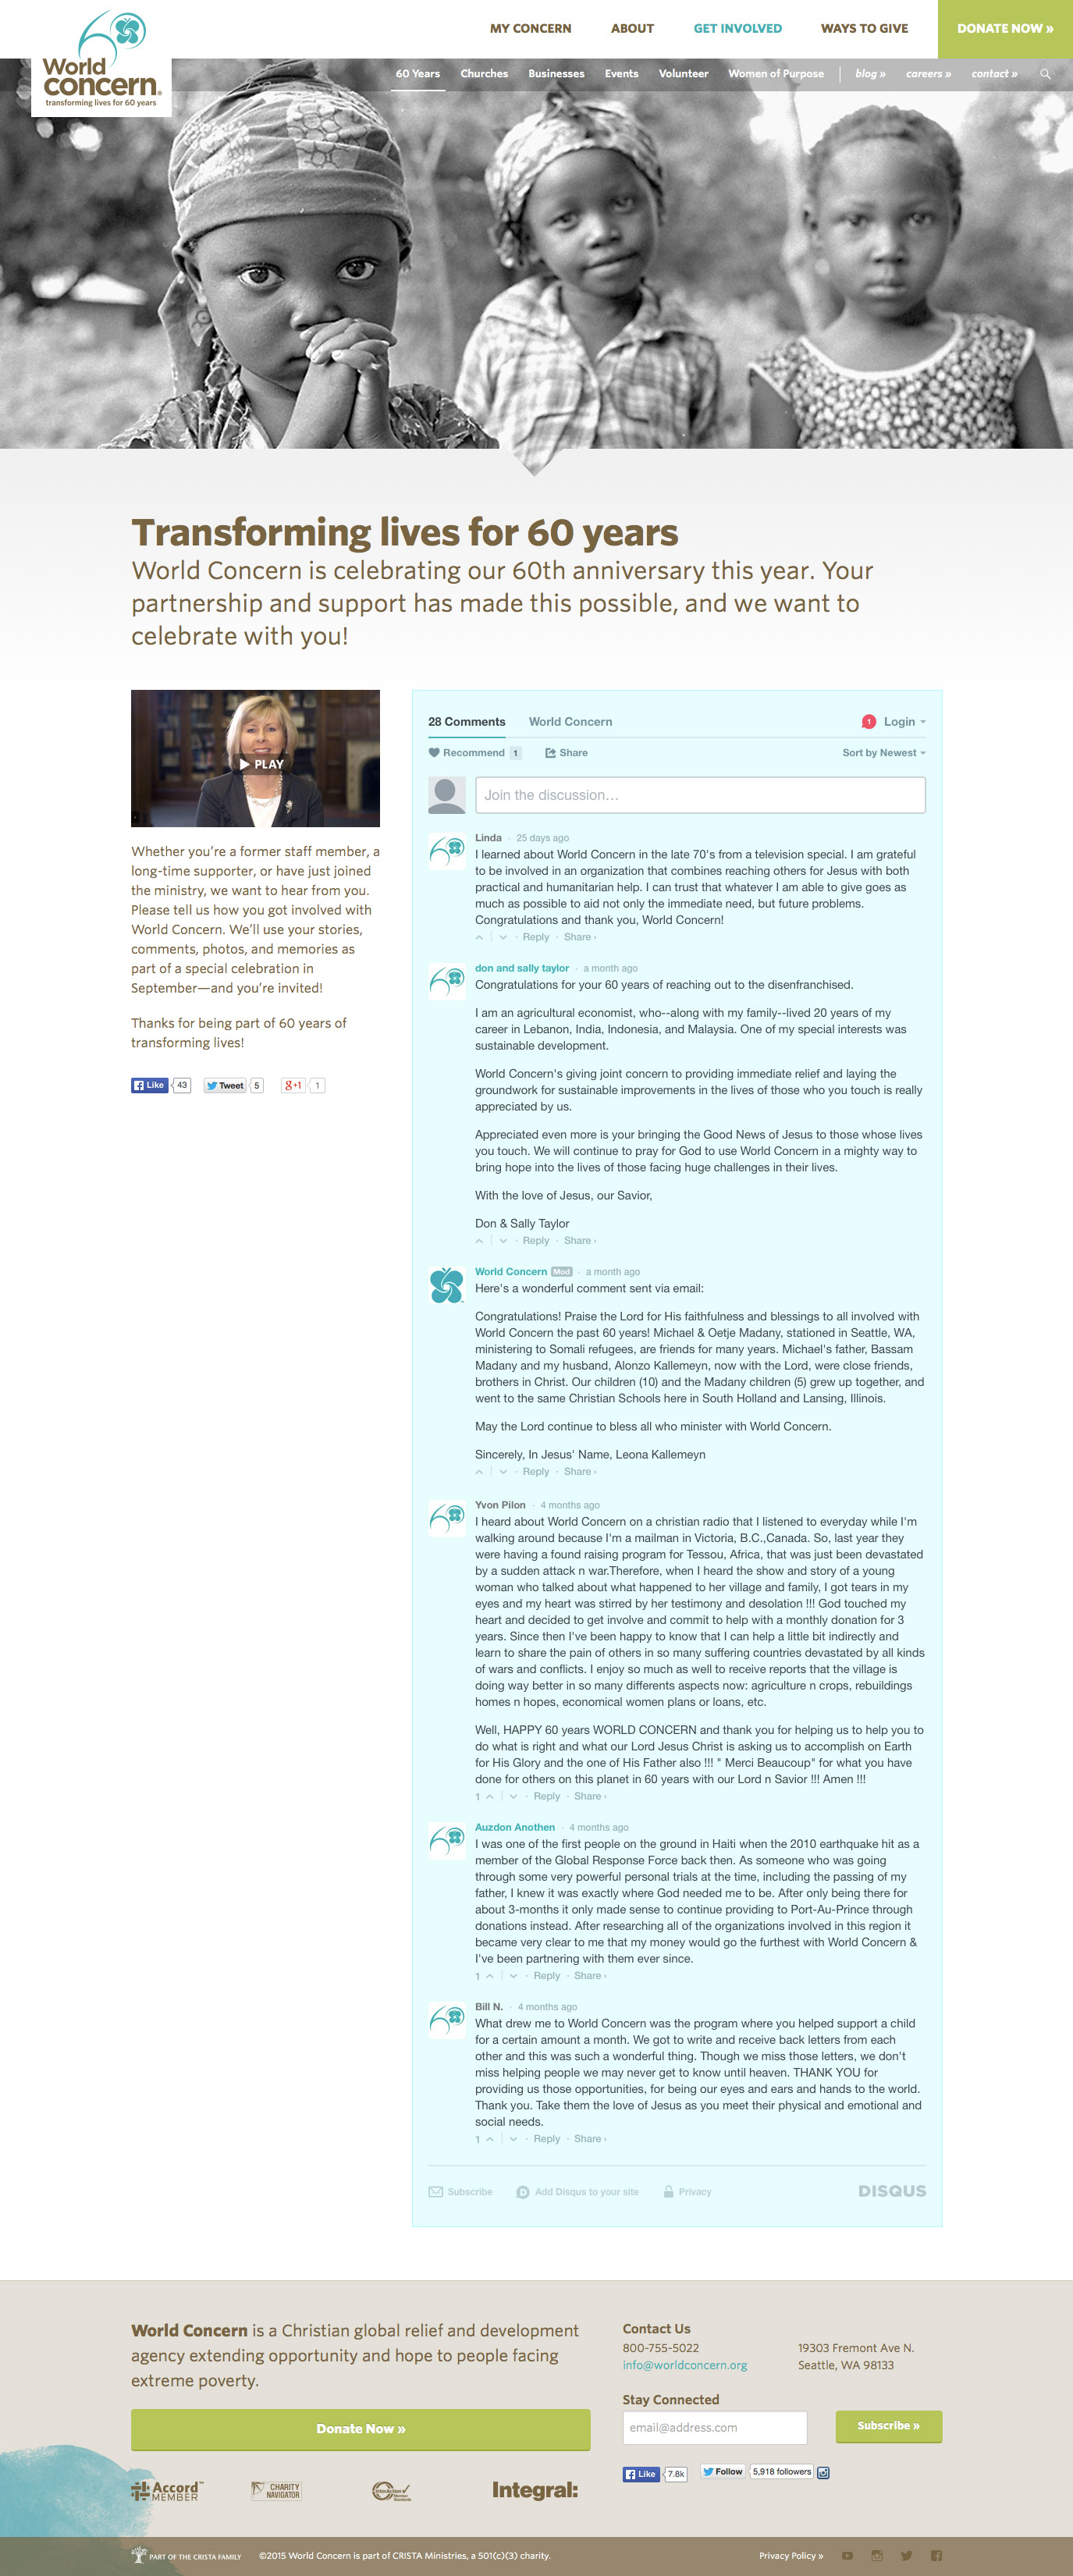 World
concern®
transforming lives for 60 years
MY CONCERN ABOUT GET INVOLVED WAYS TO GIVE DONATE NOW »
60 Years Churches Businesses Events Volunteer Women of Purpose blog » careers » contact »
Transforming lives for 60 years
World Concern is celebrating our 60th anniversary this year. Your
partnership and support has made this possible, and we want to
celebrate with you!
PLAY
Whether you're a former staff member, a
long-time supporter, or have just joined
the ministry, we want to hear from you.
Please tell us how you got involved with
World Concern. We'll use your stories,
comments, photos, and memories as
part of a special celebration in
September—and you're invited!
Thanks for being part of 60 years of
transforming lives!
Like 43 Tweet 5 g+1 1
28 Comments World Concern 1 Login
Recommend 1 Share Sort by Newest
Join the discussion...
Linda · 25 days ago
I learned about World Concern in the late 70's from a television special. I am grateful
to be involved in an organization that combines reaching others for Jesus with both
practical and humanitarian help. I can trust that whatever I am able to give goes as
much as possible to aid not only the immediate need, but future problems.
Congratulations and thank you, World Concern!
· Reply · Share ›
don and sally taylor · a month ago
Congratulations for your 60 years of reaching out to the disenfranchised.
I am an agricultural economist, who--along with my family--lived 20 years of my
career in Lebanon, India, Indonesia, and Malaysia. One of my special interests was
sustainable development.
World Concern's giving joint concern to providing immediate relief and laying the
groundwork for sustainable improvements in the lives of those who you touch is really
appreciated by us.
Appreciated even more is your bringing the Good News of Jesus to those whose lives
you touch. We will continue to pray for God to use World Concern in a mighty way to
bring hope into the lives of those facing huge challenges in their lives.
With the love of Jesus, our Savior,
Don & Sally Taylor
· Reply · Share ›
World Concern Mod · a month ago
Here's a wonderful comment sent via email:
Congratulations! Praise the Lord for His faithfulness and blessings to all involved with
World Concern the past 60 years! Michael & Oetje Madany, stationed in Seattle, WA,
ministering to Somali refugees, are friends for many years. Michael's father, Bassam
Madany and my husband, Alonzo Kallemeyn, now with the Lord, were close friends,
brothers in Christ. Our children (10) and the Madany children (5) grew up together, and
went to the same Christian Schools here in South Holland and Lansing, Illinois.
May the Lord continue to bless all who minister with World Concern.
Sincerely, In Jesus' Name, Leona Kallemeyn
· Reply · Share ›
Yvon Pilon · 4 months ago
I heard about World Concern on a christian radio that I listened to everyday while I'm
walking around because I'm a mailman in Victoria, B.C.,Canada. So, last year they
were having a found raising program for Tessou, Africa, that was just been devastated
by a sudden attack n war.Therefore, when I heard the show and story of a young
woman who talked about what happened to her village and family, I got tears in my
eyes and my heart was stirred by her testimony and desolation !!! God touched my
heart and decided to get involve and commit to help with a monthly donation for 3
years. Since then I've been happy to know that I can help a little bit indirectly and
learn to share the pain of others in so many suffering countries devastated by all kinds
of wars and conflicts. I enjoy so much as well to receive reports that the village is
doing way better in so many differents aspects now: agriculture n crops, rebuildings
homes n hopes, economical women plans or loans, etc.
Well, HAPPY 60 years WORLD CONCERN and thank you for helping us to help you to
do what is right and what our Lord Jesus Christ is asking us to accomplish on Earth
for His Glory and the one of His Father also !!! " Merci Beaucoup" for what you have
done for others on this planet in 60 years with our Lord n Savior !!! Amen !!!
1 · Reply · Share ›
Auzdon Anothen · 4 months ago
I was one of the first people on the ground in Haiti when the 2010 earthquake hit as a
member of the Global Response Force back then. As someone who was going
through some very powerful personal trials at the time, including the passing of my
father, I knew it was exactly where God needed me to be. After only being there for
about 3-months it only made sense to continue providing to Port-Au-Prince through
donations instead. After researching all of the organizations involved in this region it
became very clear to me that my money would go the furthest with World Concern &
I've been partnering with them ever since.
1 · Reply · Share ›
Bill N. · 4 months ago
What drew me to World Concern was the program where you helped support a child
for a certain amount a month. We got to write and receive back letters from each
other and this was such a wonderful thing. Though we miss those letters, we don't
miss helping people we may never get to know until heaven. THANK YOU for
providing us those opportunities, for being our eyes and ears and hands to the world.
Thank you. Take them the love of Jesus as you meet their physical and emotional and
social needs.
1 · Reply · Share ›
Subscribe Add Disqus to your site Privacy DISQUS
World Concern is a Christian global relief and development
agency extending opportunity and hope to people facing
extreme poverty.
Donate Now »
Accord
MEMBER
CHARITY
NAVIGATOR
Integral:
Contact Us
800-755-5022
info@worldconcern.org
19303 Fremont Ave N.
Seattle, WA 98133
Stay Connected
email@address.com Subscribe »
Like 7.8k Follow 5,918 followers
PART OF THE CRISTA FAMILY ©2015 World Concern is part of CRISTA Ministries, a 501(c)(3) charity. Privacy Policy »